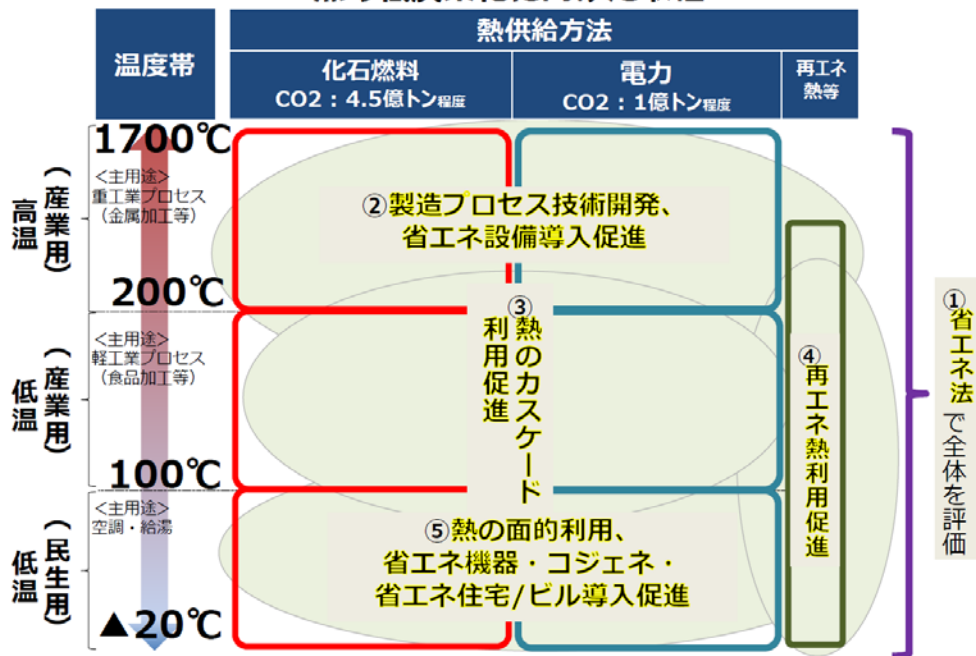 温度帯
熱供給方法
化石燃料
CO2：4.5億トン程度
電力
CO2：1億トン程度
再エネ
熱等
高温
（産業用）
1700℃
<主用途>
重工業プロセス
（金属加工等）
②製造プロセス技術開発、
省エネ設備導入促進
200℃
低温
（産業用）
<主用途>
軽工業プロセス
（食品加工等）
③熱のカスケード
利用促進
100℃
低温
（民生用）
<主用途>
空調・給湯
⑤熱の面的利用、
省エネ機器・コジェネ・
省エネ住宅/ビル導入促進
▲20℃
④再エネ熱利用促進
①省エネ法で全体を評価